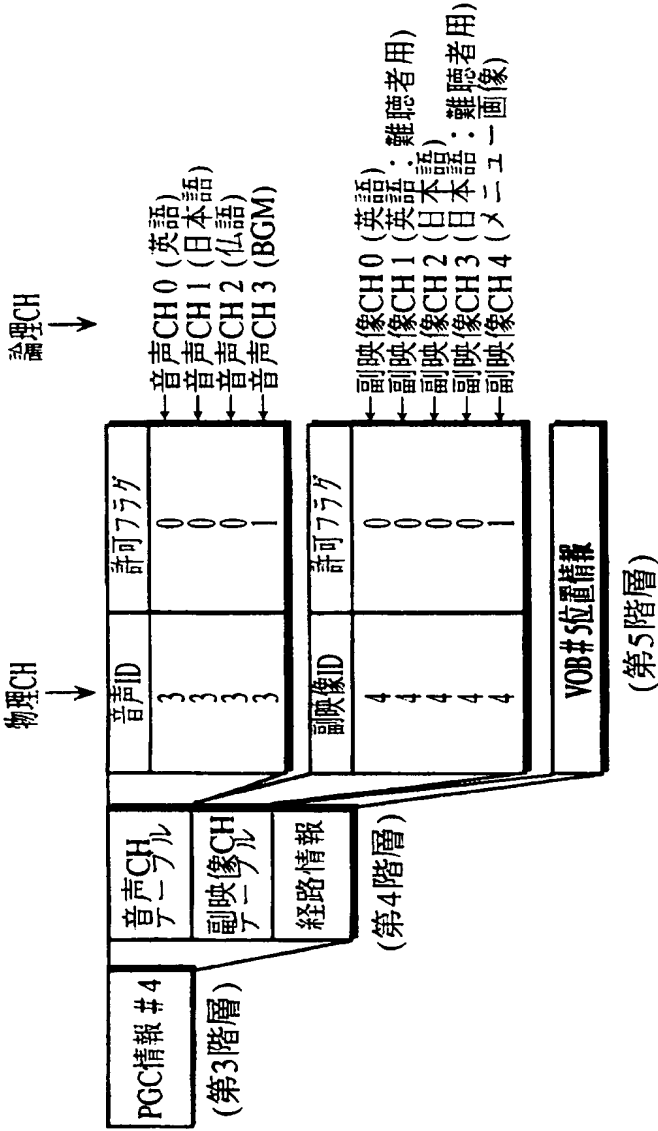 物理CH
論理CH
PGC情報#4
(第3階層)
音声CH
テーブル
副映像CH
テーブル
経路情報
(第4階層)
音声ID 許可フラグ
3 0 音声CH0 (英語)
3 0 音声CH1 (日本語)
3 0 音声CH2 (仏語)
3 1 音声CH3 (BGM)
副映像ID 許可フラグ
4 0 副映像CH0 (英語)
4 0 副映像CH1 (英語：難聴者用)
4 0 副映像CH2 (日本語)
4 0 副映像CH3 (日本語：難聴者用)
4 1 副映像CH4 (メニュー画像)
VOB#5位置情報
(第5階層)